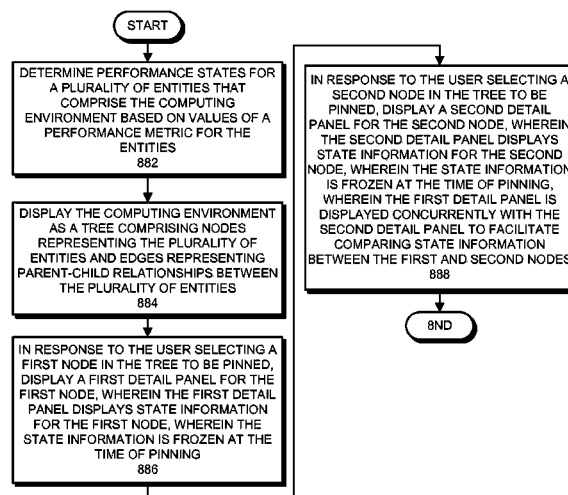 START
DETERMINE PERFORMANCE STATES FOR
A PLURALITY OF ENTITIES THAT
COMPRISE THE COMPUTING
ENVIRONMENT BASED ON VALUES OF A
PERFORMANCE METRIC FOR THE
ENTITIES
882
DISPLAY THE COMPUTING ENVIRONMENT
AS A TREE COMPRISING NODES
REPRESENTING THE PLURALITY OF
ENTITIES AND EDGES REPRESENTING
PARENT-CHILD RELATIONSHIPS BETWEEN
THE PLURALITY OF ENTITIES
884
IN RESPONSE TO THE USER SELECTING A
FIRST NODE IN THE TREE TO BE PINNED,
DISPLAY A FIRST DETAIL PANEL FOR THE
FIRST NODE, WHEREIN THE FIRST DETAIL
PANEL DISPLAYS STATE INFORMATION
FOR THE FIRST NODE, WHEREIN THE
STATE INFORMATION IS FROZEN AT THE
TIME OF PINNING
886
IN RESPONSE TO THE USER SELECTING A
SECOND NODE IN THE TREE TO BE
PINNED, DISPLAY A SECOND DETAIL
PANEL FOR THE SECOND NODE, WHEREIN
THE SECOND DETAIL PANEL DISPLAYS
STATE INFORMATION FOR THE SECOND
NODE, WHEREIN THE STATE INFORMATION
IS FROZEN AT THE TIME OF PINNING,
WHEREIN THE FIRST DETAIL PANEL IS
DISPLAYED CONCURRENTLY WITH THE
SECOND DETAIL PANEL TO FACILITATE
COMPARING STATE INFORMATION
BETWEEN THE FIRST AND SECOND NODES
888
8ND